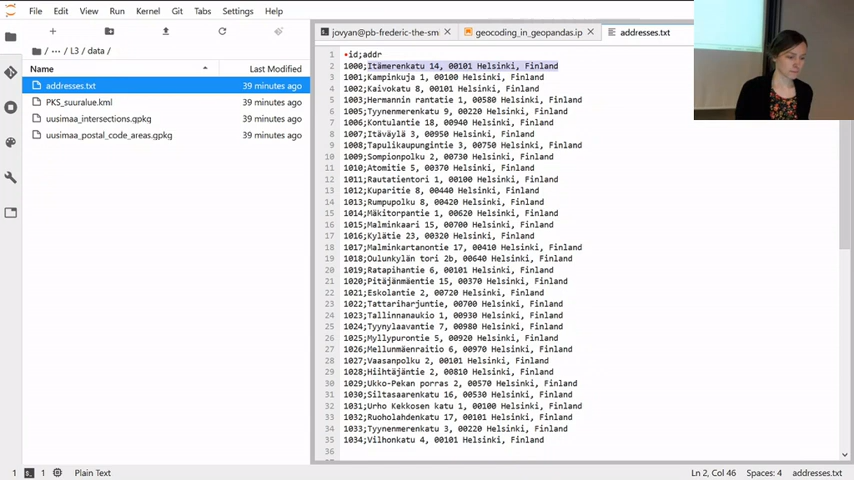 File Edit View Run Kernel Git Tabs Settings Help
jovyan@pb-frederic-the-sm
geocoding_in_geopandas.ip
addresses.txt
/ ··· / L3 / data /
Name Last Modified
addresses.txt 39 minutes ago
PKS_suuralue.kml 39 minutes ago
uusimaa_intersections.gpkg 39 minutes ago
uusimaa_postal_code_areas.gpkg 39 minutes ago
1 id;addr
2 1000;Itämerenkatu 14, 00101 Helsinki, Finland
3 1001;Kampinkuja 1, 00100 Helsinki, Finland
4 1002;Kaivokatu 8, 00101 Helsinki, Finland
5 1003;Hermannin rantatie 1, 00580 Helsinki, Finland
6 1005;Tyynenmerenkatu 9, 00220 Helsinki, Finland
7 1006;Kontulantie 18, 00940 Helsinki, Finland
8 1007;Itäväylä 3, 00950 Helsinki, Finland
9 1008;Tapulikaupungintie 3, 00750 Helsinki, Finland
10 1009;Sompionpolku 2, 00730 Helsinki, Finland
11 1010;Atomitie 5, 00370 Helsinki, Finland
12 1011;Rautatientori 1, 00100 Helsinki, Finland
13 1012;Kuparitie 8, 00440 Helsinki, Finland
14 1013;Rumpupolku 8, 00420 Helsinki, Finland
15 1014;Mäkitorpantie 1, 00620 Helsinki, Finland
16 1015;Malminkaari 15, 00700 Helsinki, Finland
17 1016;Kylätie 23, 00320 Helsinki, Finland
18 1017;Malminkartanontie 17, 00410 Helsinki, Finland
19 1018;Oulunkylän tori 2b, 00640 Helsinki, Finland
20 1019;Ratapihantie 6, 00101 Helsinki, Finland
21 1020;Pitäjänmäentie 15, 00370 Helsinki, Finland
22 1021;Eskolantie 2, 00720 Helsinki, Finland
23 1022;Tattariharjuntie, 00700 Helsinki, Finland
24 1023;Tallinnanaukio 1, 00930 Helsinki, Finland
25 1024;Tyynylaavantie 7, 00980 Helsinki, Finland
26 1025;Myllypurontie 5, 00920 Helsinki, Finland
27 1026;Mellunmäenraitio 6, 00970 Helsinki, Finland
28 1027;Vaasanpolku 2, 00101 Helsinki, Finland
29 1028;Hiihtäjäntie 2, 00810 Helsinki, Finland
30 1029;Ukko-Pekan porras 2, 00570 Helsinki, Finland
31 1030;Siltasaarenkatu 16, 00530 Helsinki, Finland
32 1031;Urho Kekkosen katu 1, 00100 Helsinki, Finland
33 1032;Ruoholahdenkatu 17, 00101 Helsinki, Finland
34 1033;Tyynenmerenkatu 3, 00220 Helsinki, Finland
35 1034;Vilhonkatu 4, 00101 Helsinki, Finland
36
1 1 Plain Text Ln 2, Col 46 Spaces: 4 addresses.txt